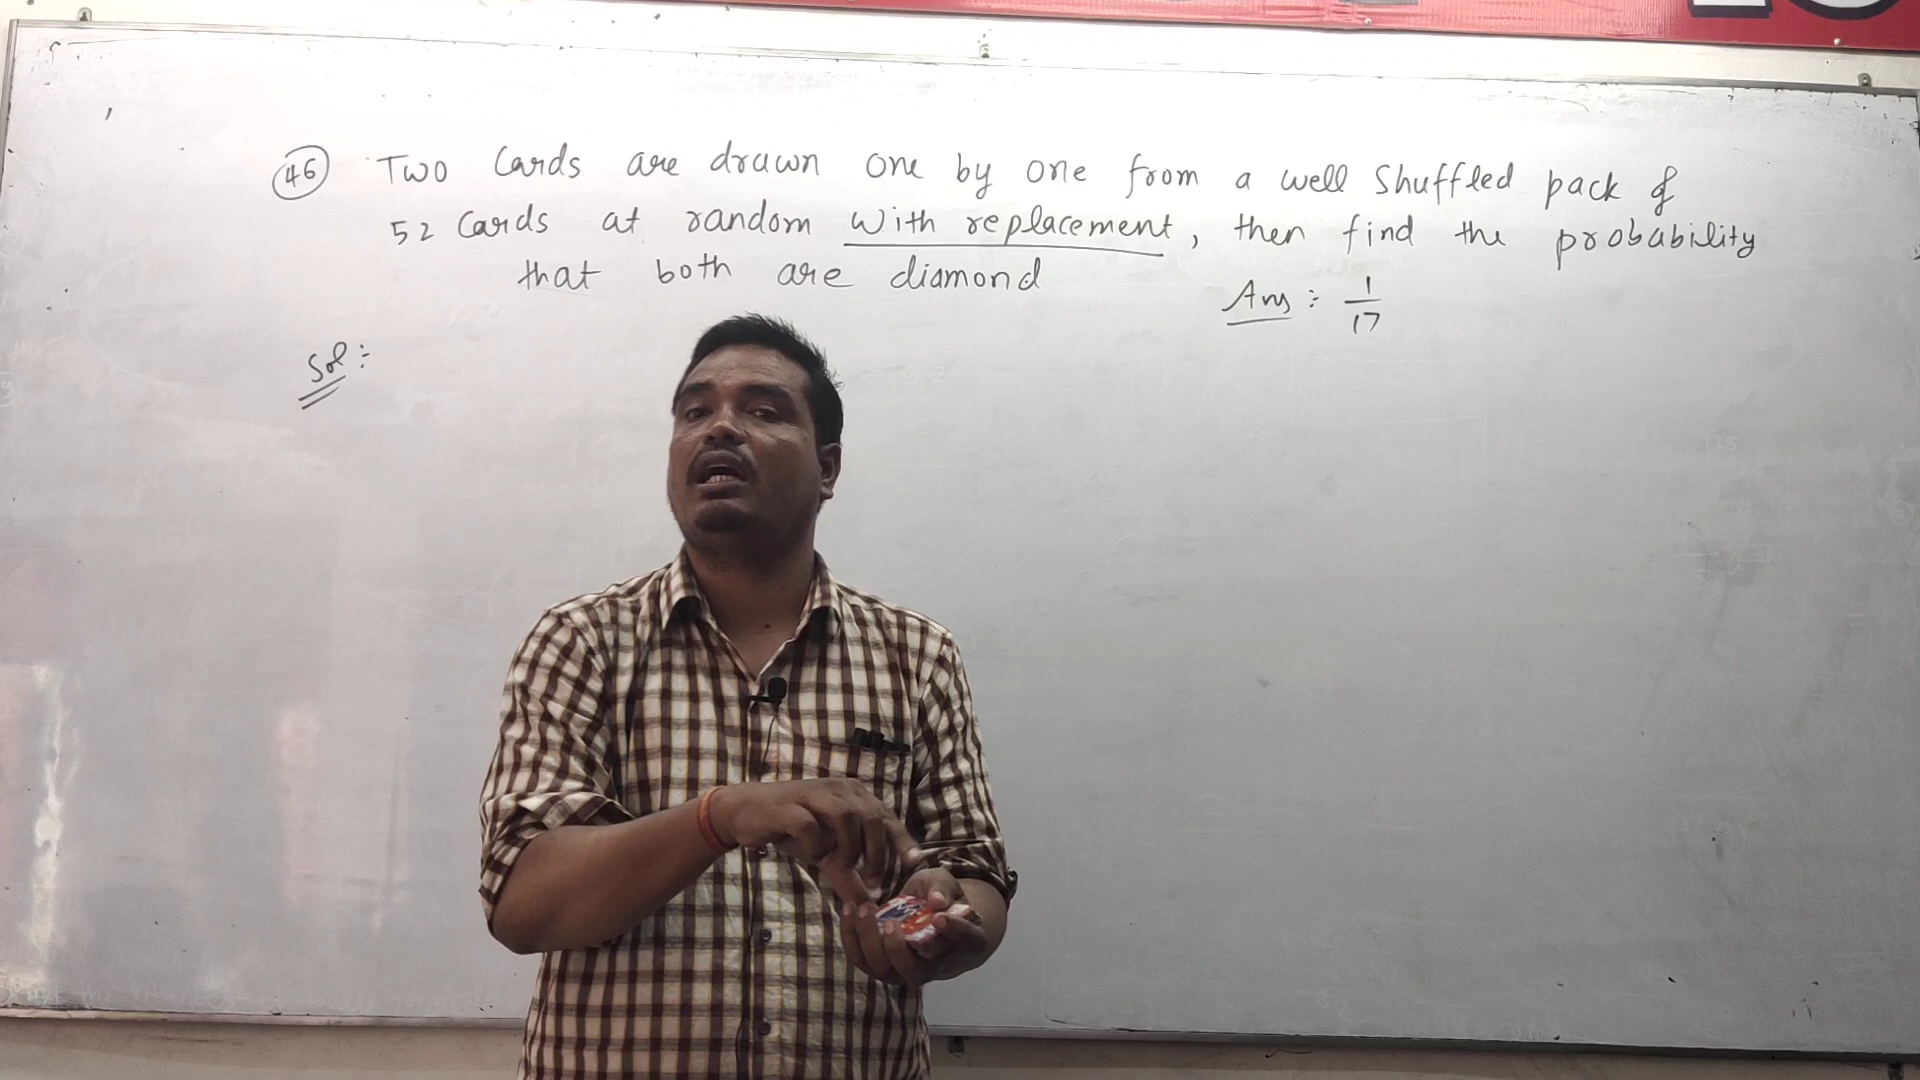 46 Two Cards are drawn one by one from a well shuffled pack of
52 Cards at random with replacement, then find the probability
that both are diamond
Ans : 1/17
Sol :